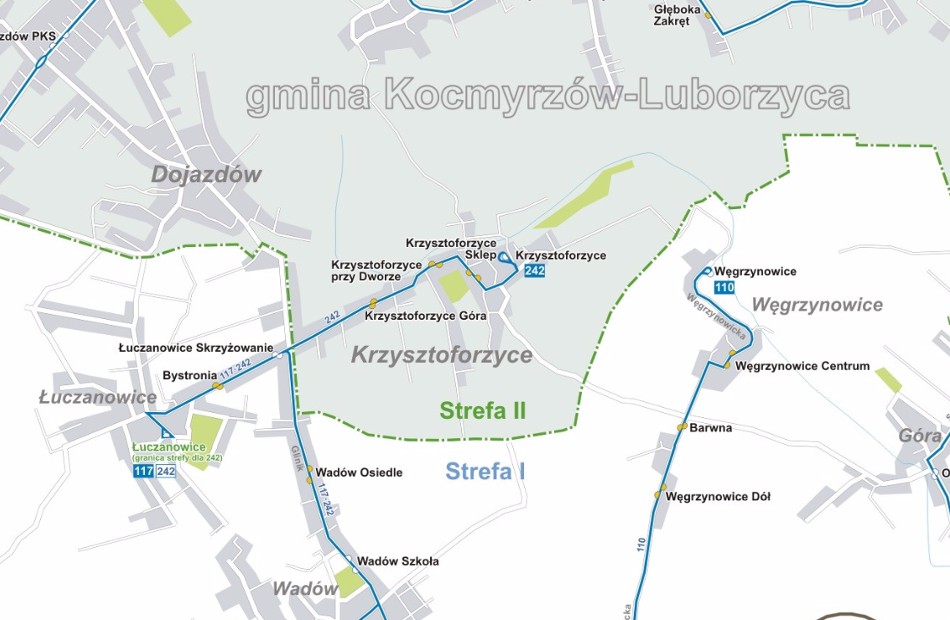 Głęboka
Zakręt
zdów PKS
gmina Kocmyrzów-Luborzyca
Dojazdów
Krzysztoforzyce
Sklep
Krzysztoforzyce
242
Krzysztoforzyce
przy Dworze
Krzysztoforzyce Góra
242
Węgrzynowice
110
Węgrzynowicka
Węgrzynowice
Łuczanowice Skrzyżowanie
Krzysztoforzyce
Węgrzynowice Centrum
Bystronia
117·242
Łuczanowice
Strefa II
Barwna
Góra
Łuczanowice
(granica strefy dla 242)
117 242
Glinik
Wadów Osiedle
Strefa I
O
117·242
Węgrzynowice Dół
110
Wadów Szkoła
Wadów
cka